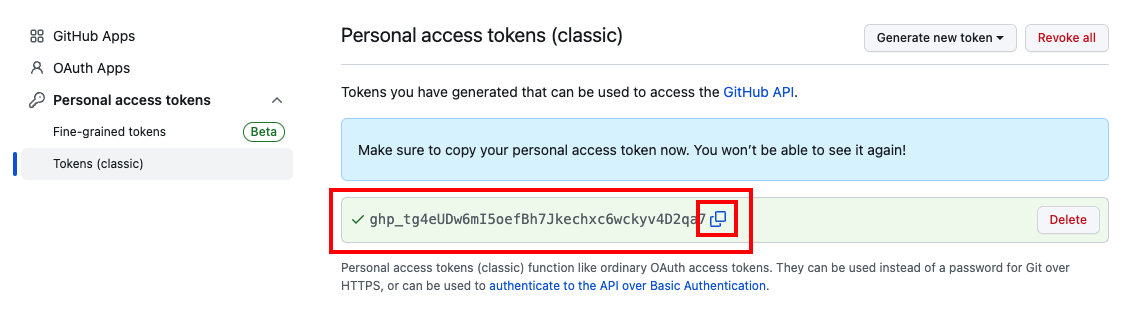 GitHub Apps
OAuth Apps
Personal access tokens
Fine-grained tokens Beta
Tokens (classic)
Personal access tokens (classic)
Generate new token
Revoke all
Tokens you have generated that can be used to access the GitHub API.
Make sure to copy your personal access token now. You won’t be able to see it again!
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
Delete
Personal access tokens (classic) function like ordinary OAuth access tokens. They can be used instead of a password for Git over
HTTPS, or can be used to authenticate to the API over Basic Authentication.